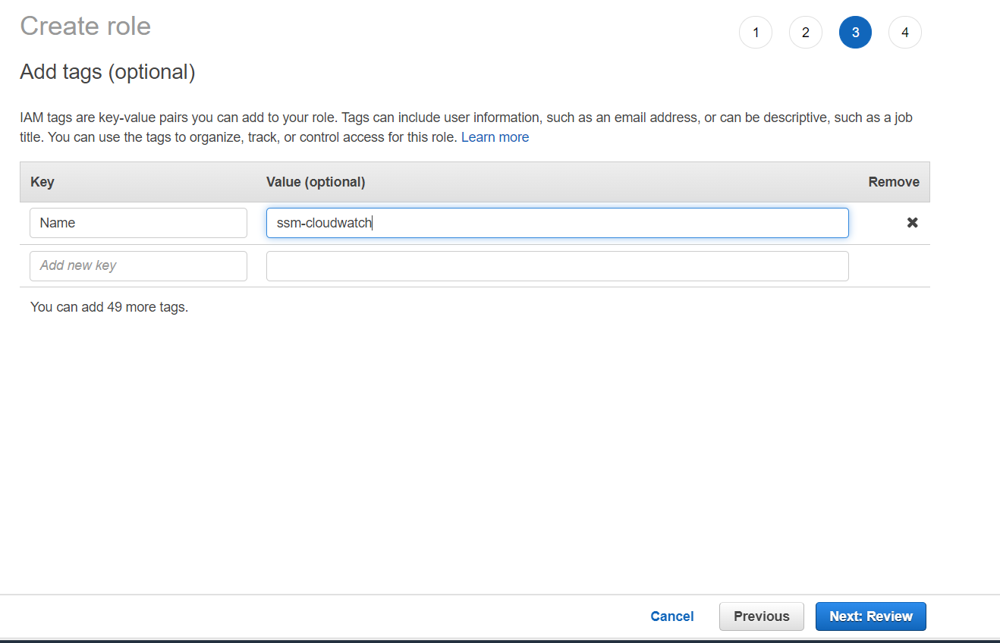 Create role
1 2 3 4
Add tags (optional)
IAM tags are key-value pairs you can add to your role. Tags can include user information, such as an email address, or can be descriptive, such as a job
title. You can use the tags to organize, track, or control access for this role. Learn more
Key Value (optional) Remove
Name ssm-cloudwatch
Add new key
You can add 49 more tags.
Cancel Previous Next: Review